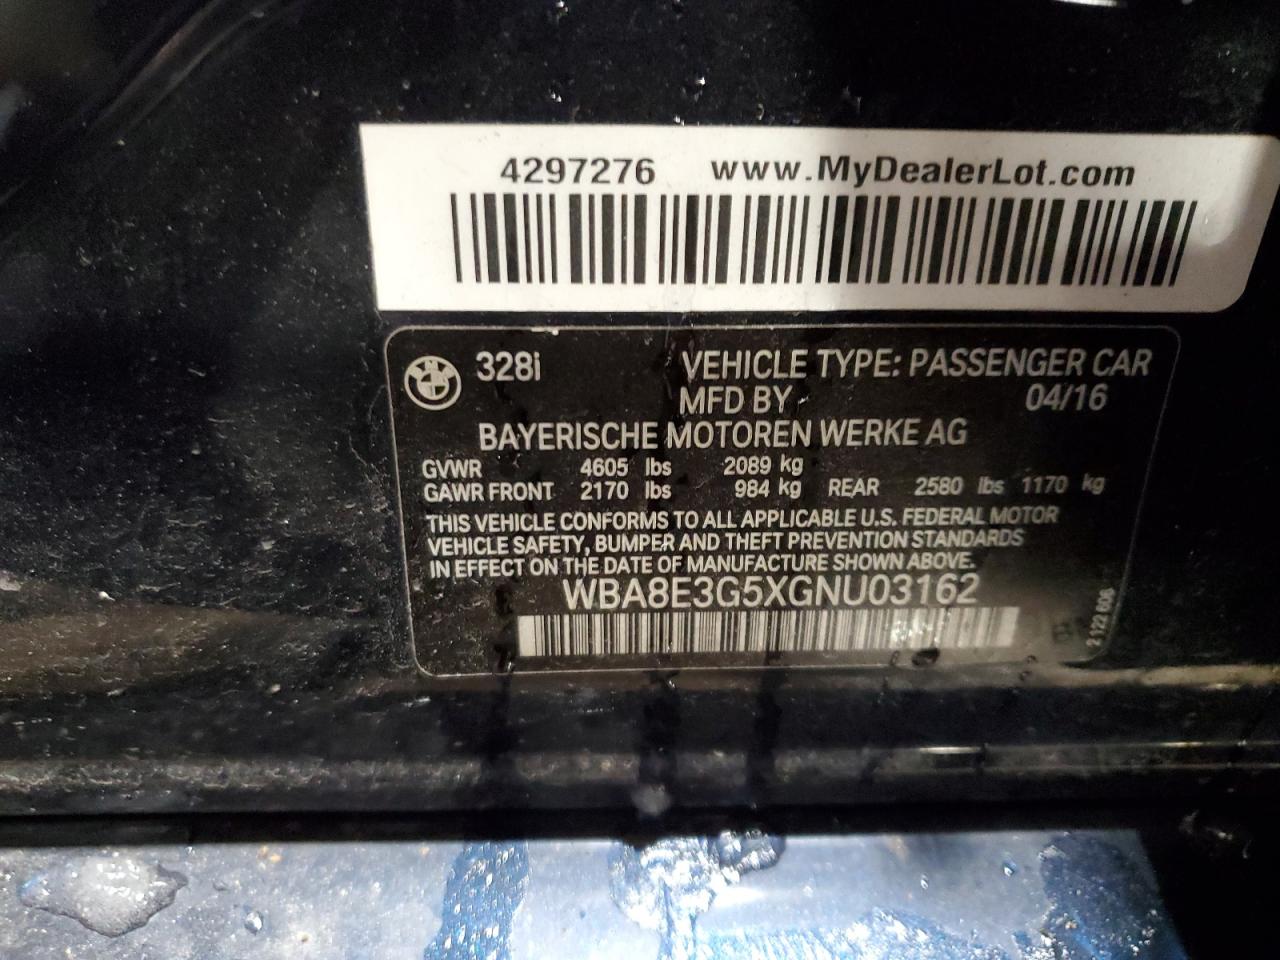 4297276 www.MyDealerLot.com
328i VEHICLE TYPE: PASSENGER CAR
MFD BY 04/16
BAYERISCHE MOTOREN WERKE AG
GVWR 4605 lbs 2089 kg
GAWR FRONT 2170 lbs 984 kg REAR 2580 lbs 1170 kg
THIS VEHICLE CONFORMS TO ALL APPLICABLE U.S. FEDERAL MOTOR
VEHICLE SAFETY, BUMPER AND THEFT PREVENTION STANDARDS
IN EFFECT ON THE DATE OF MANUFACTURE SHOWN ABOVE.
WBA8E3G5XGNU03162